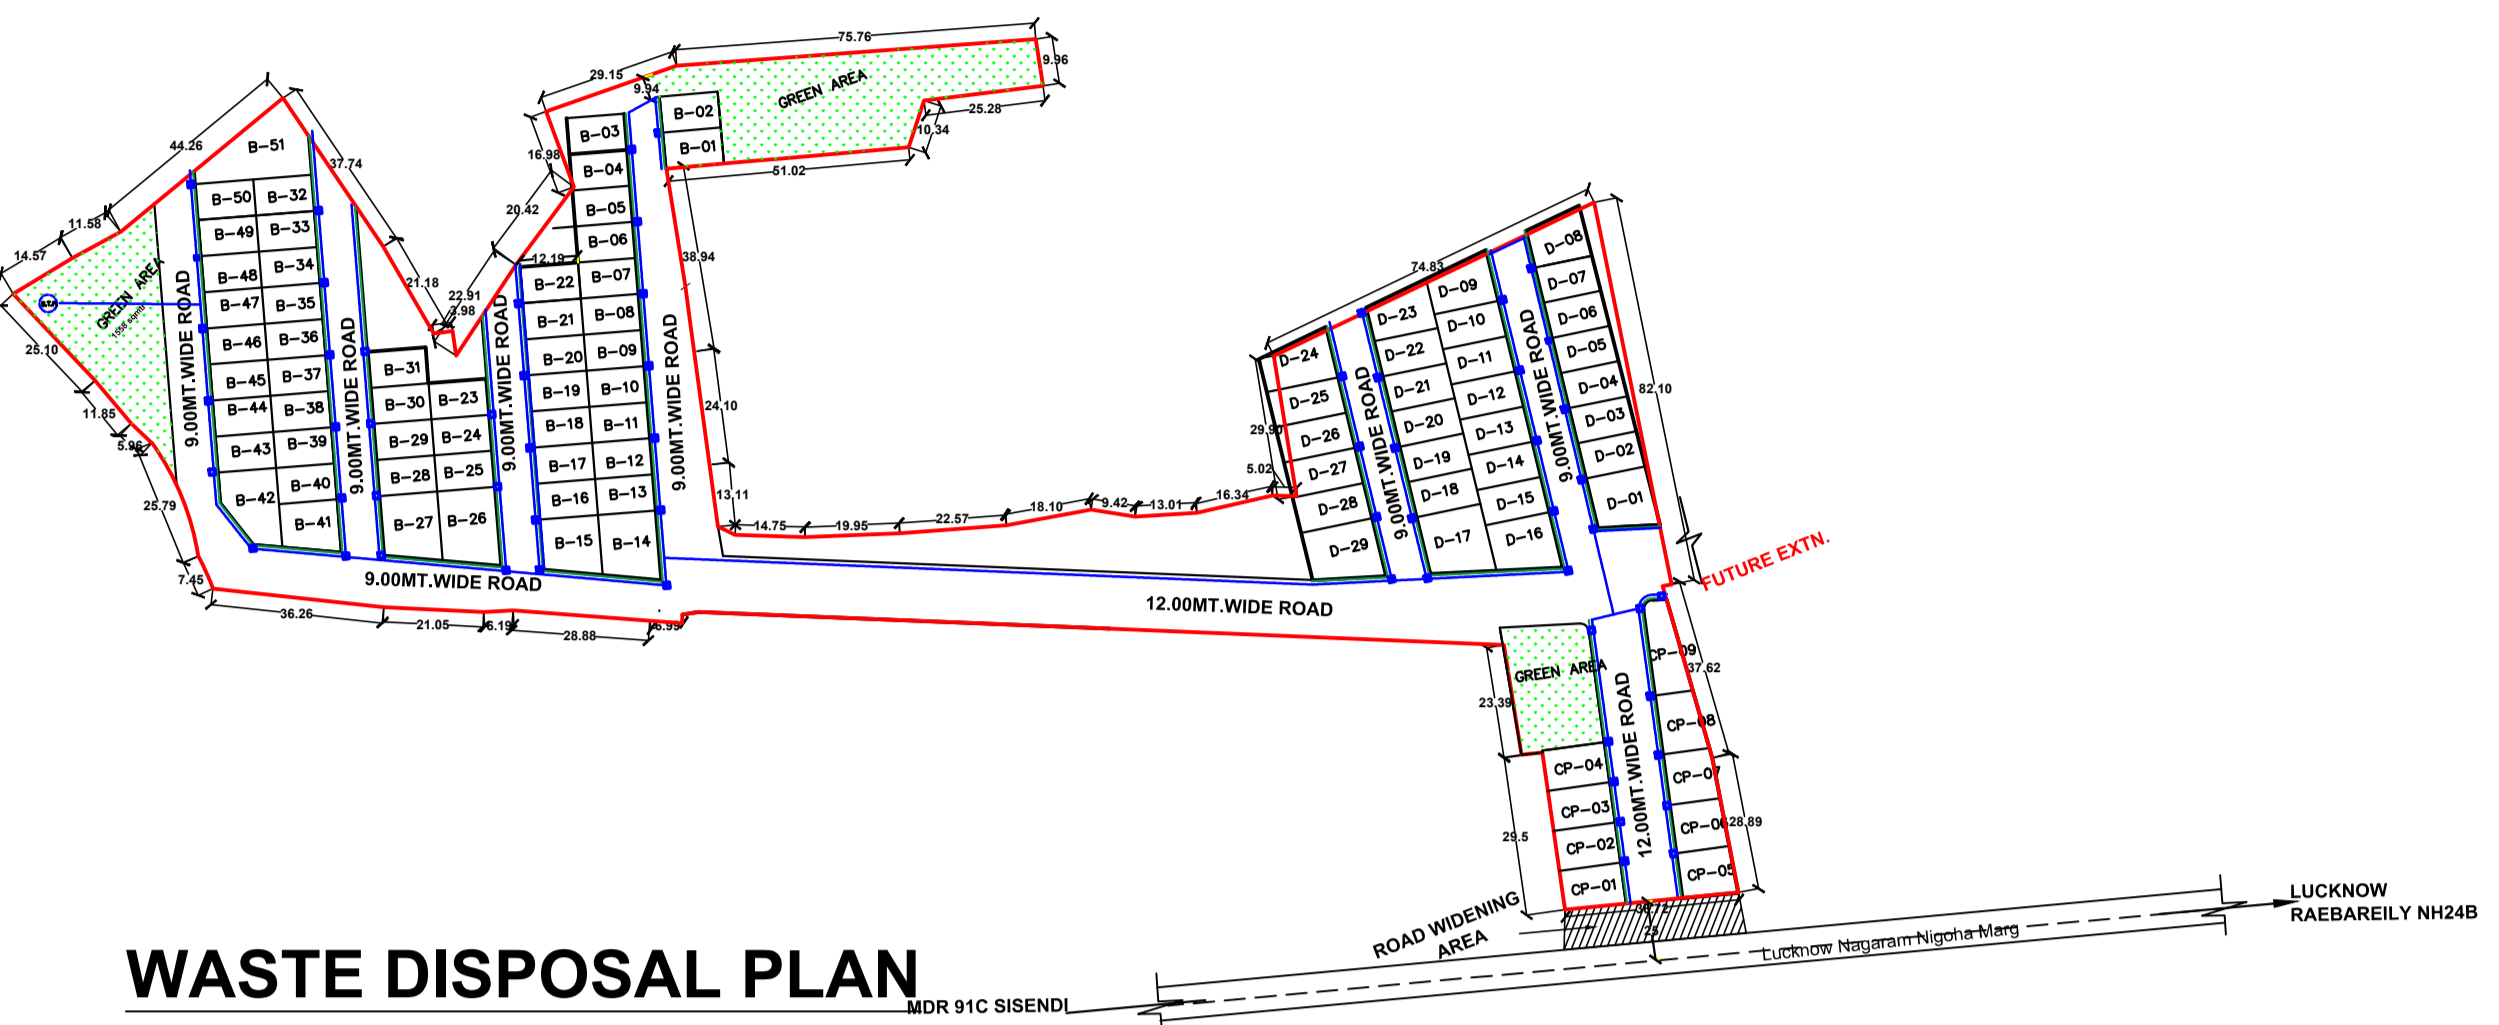 75.76
29.15
9.94
9.96
GREEN AREA
25.28
10.34
51.02
16.98
20.42
B-02
B-01
B-03
B-04
B-05
B-06
12.19
B-22
B-07
B-21
B-08
B-20
B-09
B-19
B-10
B-18
B-11
B-17
B-12
B-16
B-13
B-15
B-14
44.26
37.74
11.58
14.57
B-51
B-50
B-32
B-49
B-33
B-48
B-34
B-47
B-35
B-46
B-36
B-45
B-37
B-44
B-38
B-43
B-39
B-42
B-40
B-41
GREEN AREA
1558 sqmt.
9.00MT.WIDE ROAD
9.00MT.WIDE ROAD
9.00MT.WIDE ROAD
9.00MT.WIDE ROAD
21.18
22.91
3.98
B-31
B-30
B-23
B-29
B-24
B-28
B-25
B-27
B-26
25.10
11.85
5.96
25.79
7.45
36.26
21.05
6.19
28.88
6.99
9.00MT.WIDE ROAD
38.94
24.10
13.11
14.75
19.95
22.57
18.10
9.42
13.01
16.34
5.02
29.90
74.83
82.10
D-08
D-07
D-06
D-05
D-04
D-03
D-02
D-01
D-09
D-10
D-11
D-12
D-13
D-14
D-15
D-16
D-23
D-22
D-21
D-20
D-19
D-18
D-17
D-24
D-25
D-26
D-27
D-28
D-29
9.00MT.WIDE ROAD
9.00MT.WIDE ROAD
12.00MT.WIDE ROAD
FUTURE EXTN.
GREEN AREA
23.39
29.5
CP-04
CP-03
CP-02
CP-01
12.00MT.WIDE ROAD
CP-09
CP-08
CP-07
CP-06
CP-05
37.62
28.89
36.72
25
ROAD WIDENING
AREA
Lucknow Nagaram Nigoha Marg
LUCKNOW
RAEBAREILY NH24B
MDR 91C SISENDI
WASTE DISPOSAL PLAN